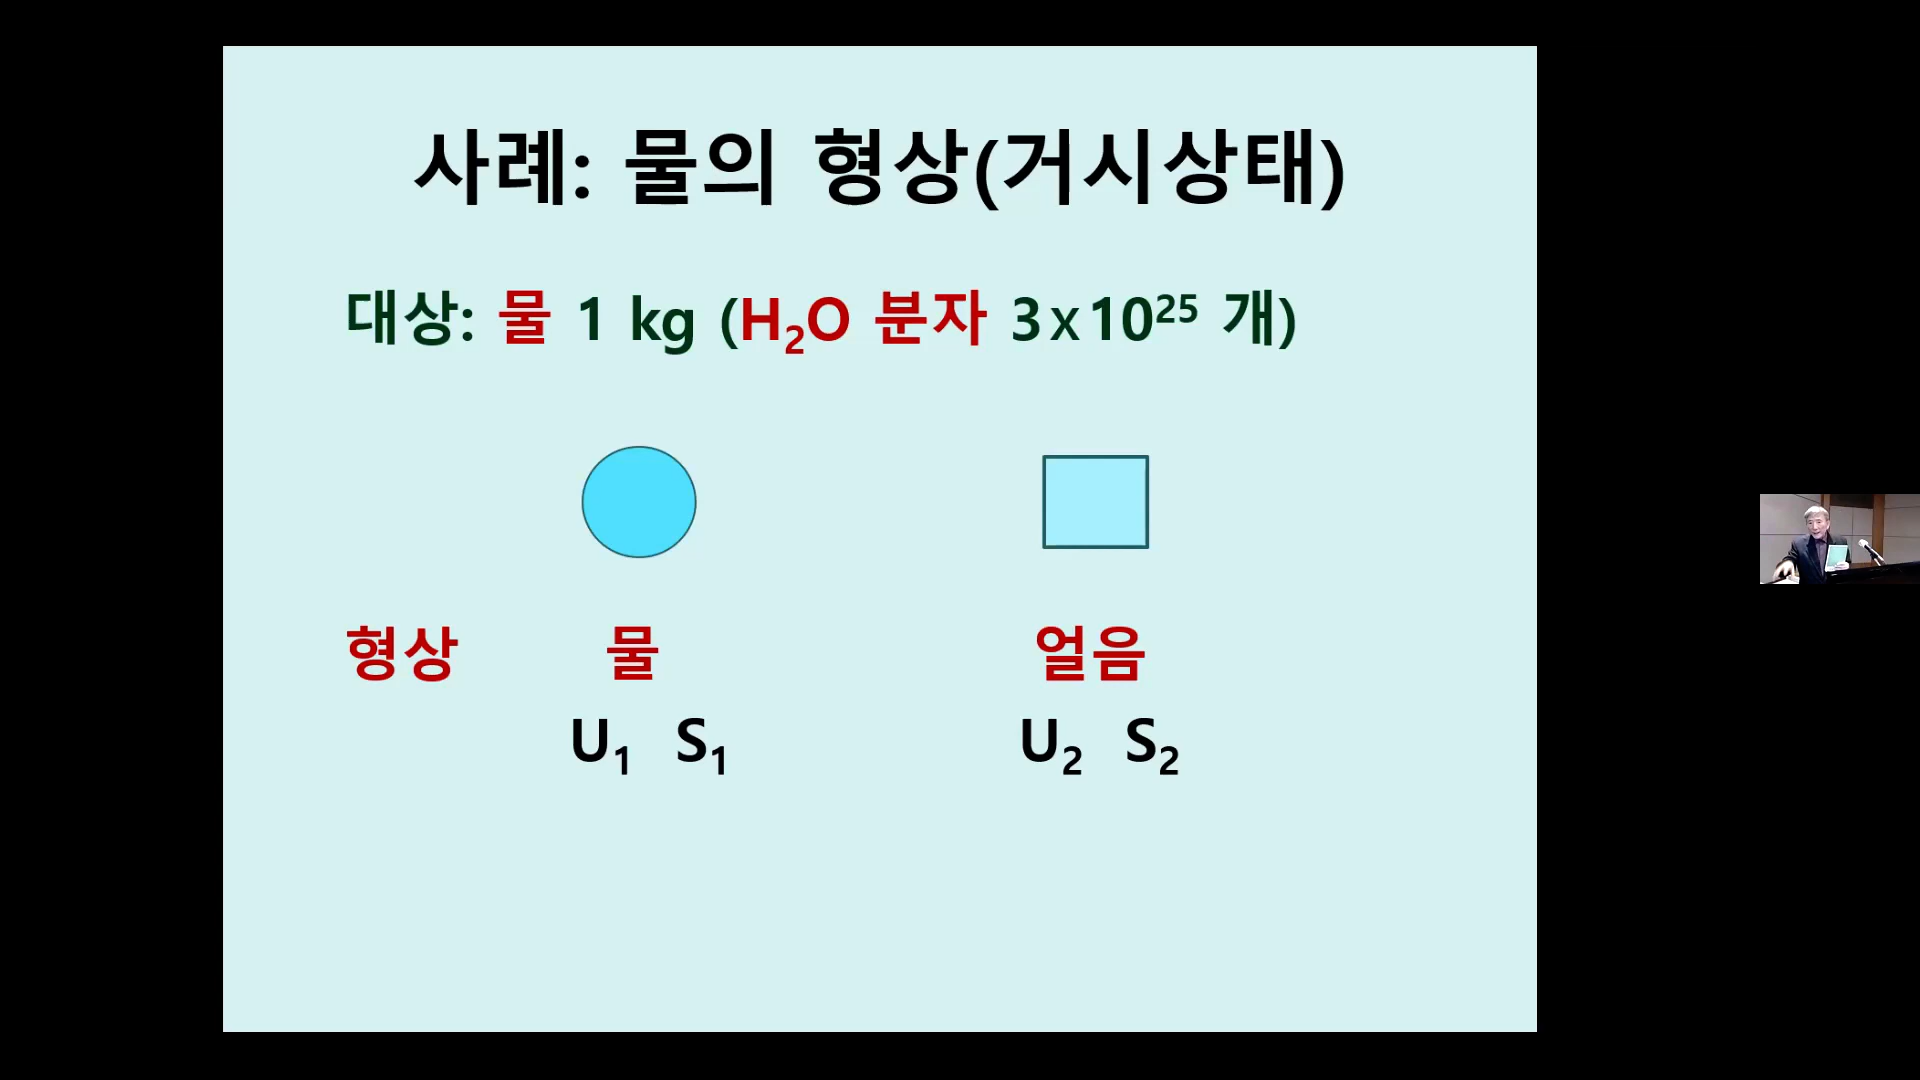 사례: 물의 형상(거시상태)
대상: 물 1 kg (H₂O 분자 3x10²⁵ 개)
형상 물 얼음
U₁ S₁ U₂ S₂